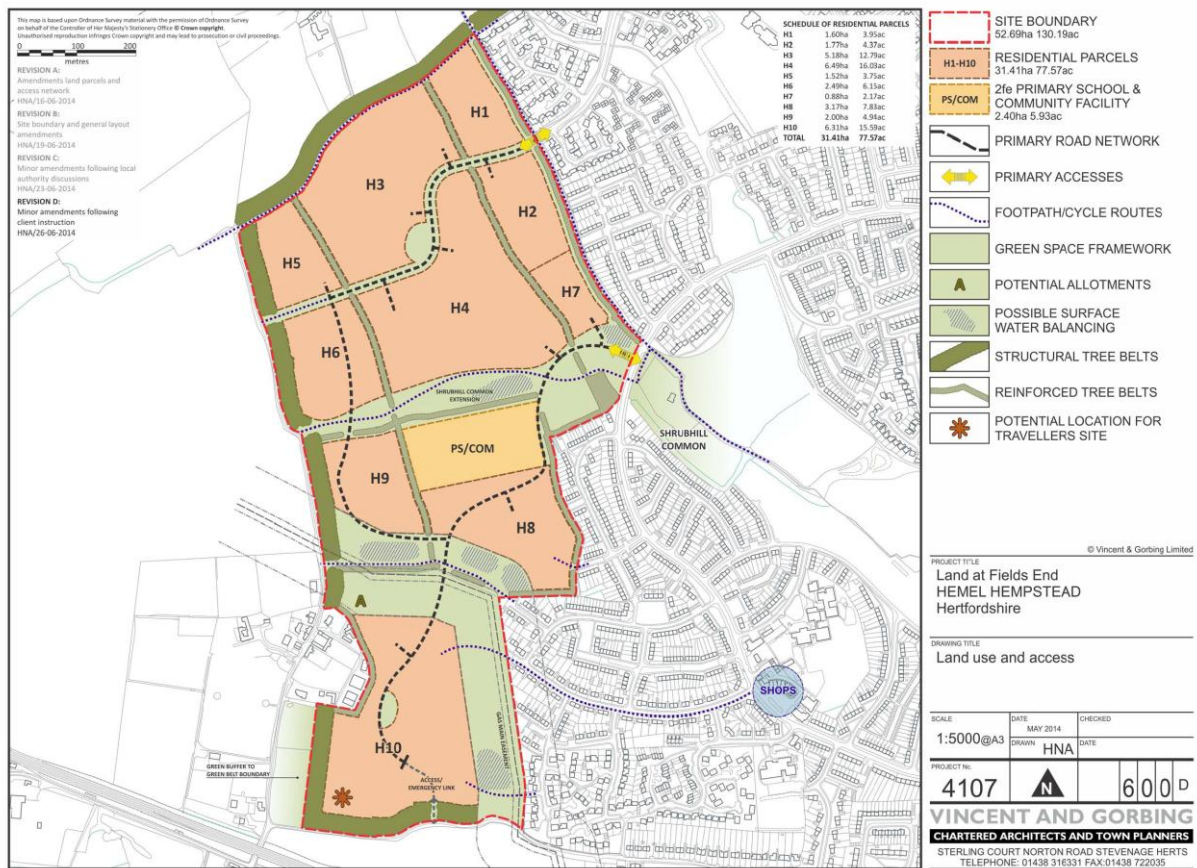 This map is based upon Ordnance Survey material with the permission of Ordnance Survey
on behalf of the Controller of Her Majesty's Stationery Office © Crown copyright.
Unauthorised reproduction infringes Crown copyright and may lead to prosecution or civil proceedings.
0 100 200
metres
REVISION A:
Amendments land parcels and
access network
HNA/16-06-2014
REVISION B:
Site boundary and general layout
amendments
HNA/19-06-2014
REVISION C:
Minor amendments following local
authority discussions
HNA/23-06-2014
REVISION D:
Minor amendments following
client instruction
HNA/26-06-2014
SCHEDULE OF RESIDENTIAL PARCELS
H1 1.60ha 3.95ac
H2 1.77ha 4.37ac
H3 5.18ha 12.79ac
H4 6.49ha 16.03ac
H5 1.52ha 3.75ac
H6 2.49ha 6.15ac
H7 0.88ha 2.17ac
H8 3.17ha 7.83ac
H9 2.00ha 4.94ac
H10 6.31ha 15.59ac
TOTAL 31.41ha 77.57ac
H1
H3
H2
H5
H7
H4
H6
SHRUBHILL COMMON
EXTENSION
SHRUBHILL
COMMON
PS/COM
H9
H8
A
SHOPS
GAS MAIN EASEMENT
H10
GREEN BUFFER TO
GREEN BELT BOUNDARY
ACCESS/
EMERGENCY LINK
SITE BOUNDARY
52.69ha 130.19ac
H1-H10
RESIDENTIAL PARCELS
31.41ha 77.57ac
PS/COM
2fe PRIMARY SCHOOL &
COMMUNITY FACILITY
2.40ha 5.93ac
PRIMARY ROAD NETWORK
PRIMARY ACCESSES
FOOTPATH/CYCLE ROUTES
GREEN SPACE FRAMEWORK
A
POTENTIAL ALLOTMENTS
POSSIBLE SURFACE
WATER BALANCING
STRUCTURAL TREE BELTS
REINFORCED TREE BELTS
POTENTIAL LOCATION FOR
TRAVELLERS SITE
© Vincent & Gorbing Limited
PROJECT TITLE
Land at Fields End
HEMEL HEMPSTEAD
Hertfordshire
DRAWING TITLE
Land use and access
SCALE
1:5000@A3
DATE
MAY 2014
CHECKED
DRAWN HNA
DATE
PROJECT No.
4107
N
600 D
VINCENT AND GORBING
CHARTERED ARCHITECTS AND TOWN PLANNERS
STERLING COURT NORTON ROAD STEVENAGE HERTS
TELEPHONE: 01438 316331 FAX:01438 722035